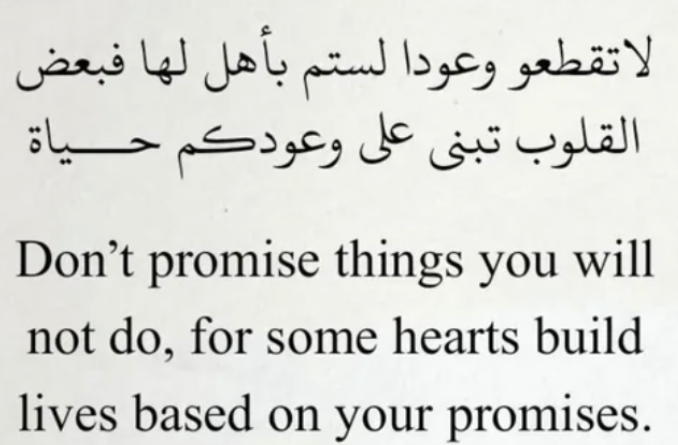 لاتقطعو وعودا لستم بأهل لها فبعض
القلوب تبنى على وعودكم حـــياة
Don’t promise things you will
not do, for some hearts build
lives based on your promises.